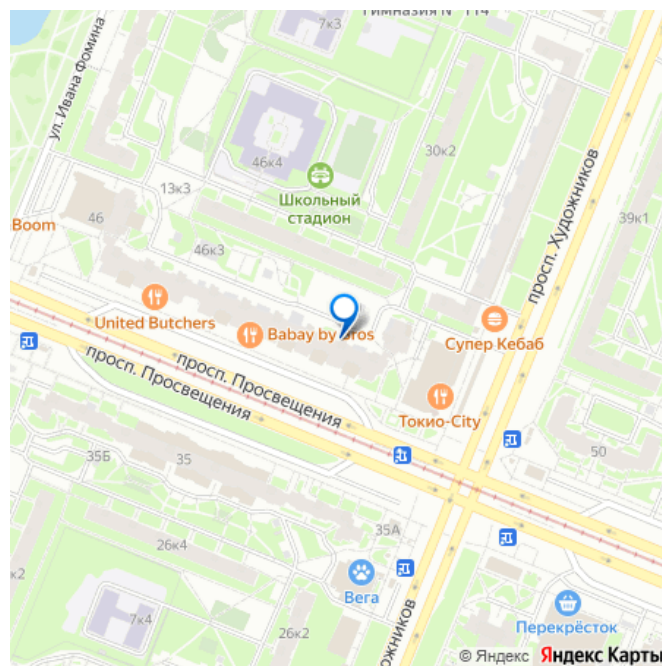 7к3
Гимназия № 114
ул. Ивана Фомина
46к4
30к2
13к3
Школьный
стадион
просп. Художников
39к1
46
Boom
46к3
United Butchers
Babay by Bros
Супер Кебаб
просп. Просвещения
просп. Просвещения
Токио-City
35Б
35
50
35А
26к4
Вега
7к4
26к2
Перекрёсток
© Яндекс Яндекс Карты